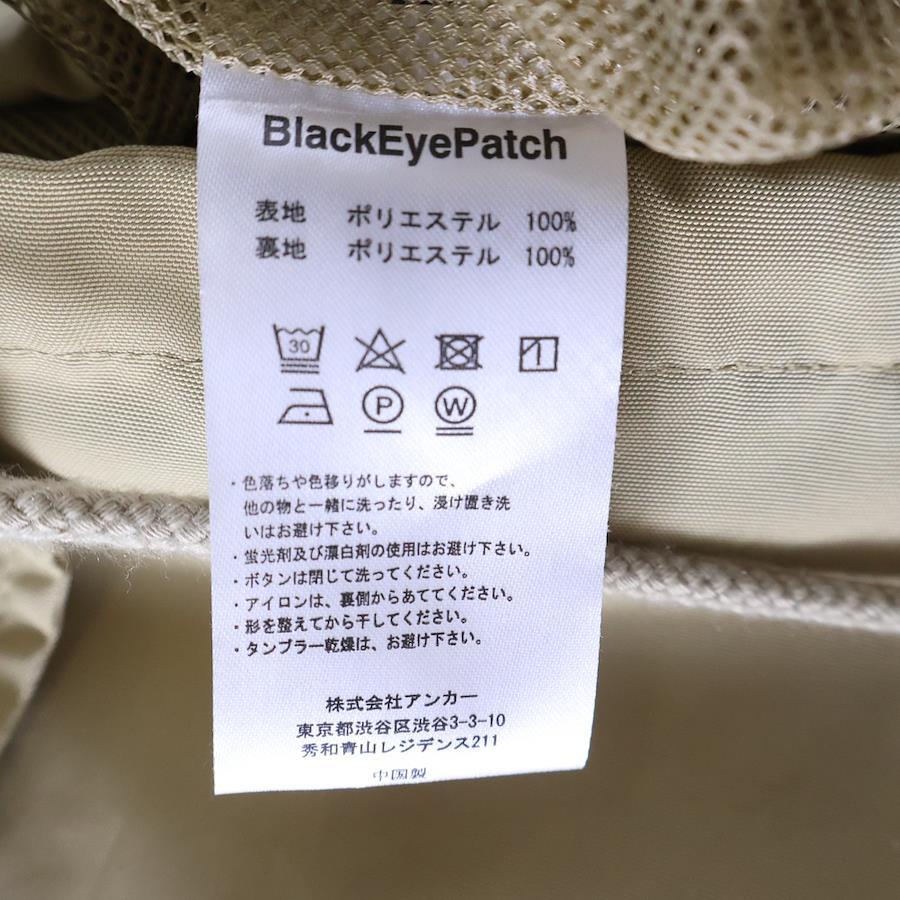 BlackEyePatch
表地 ポリエステル 100%
裏地 ポリエステル 100%
30
P W
・色落ちや色移りがしますので、
他の物と一緒に洗ったり、浸け置き洗
いはお避け下さい。
・蛍光剤及び漂白剤の使用はお避け下さい。
・ボタンは閉じて洗ってください。
・アイロンは、裏側からあててください。
・形を整えてから干してください。
・タンブラー乾燥は、お避け下さい。
株式会社アンカー
東京都渋谷区渋谷3-3-10
秀和青山レジデンス211
中国製